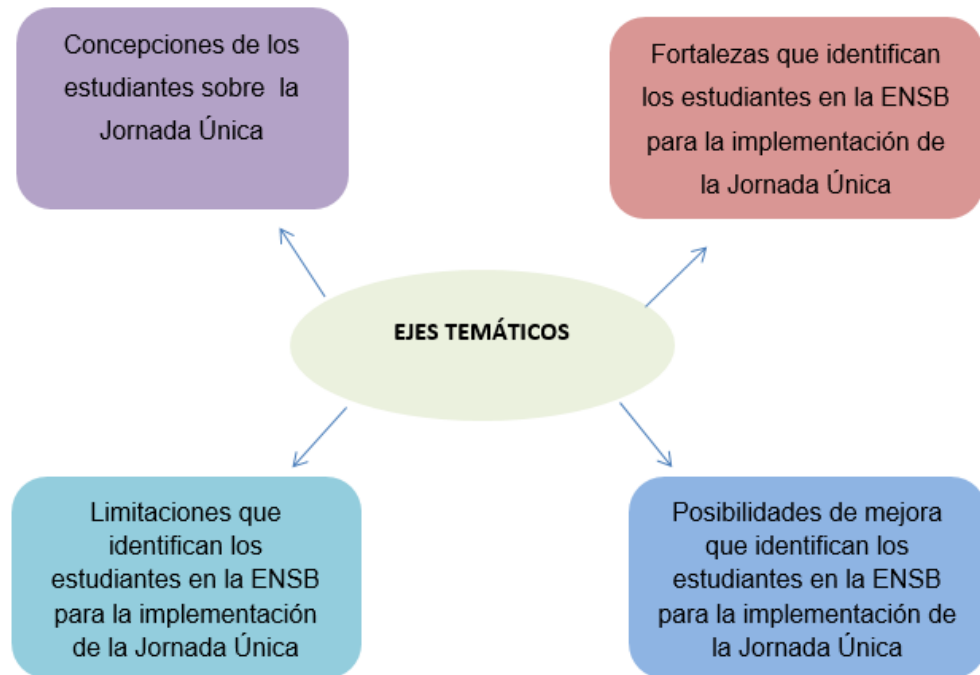 Concepciones de los
estudiantes sobre la
Jornada Única
Fortalezas que identifican
los estudiantes en la ENSB
para la implementación de
la Jornada Única
EJES TEMÁTICOS
Limitaciones que
identifican los
estudiantes en la ENSB
para la implementación
de la Jornada Única
Posibilidades de mejora
que identifican los
estudiantes en la ENSB
para la implementación de
la Jornada Única